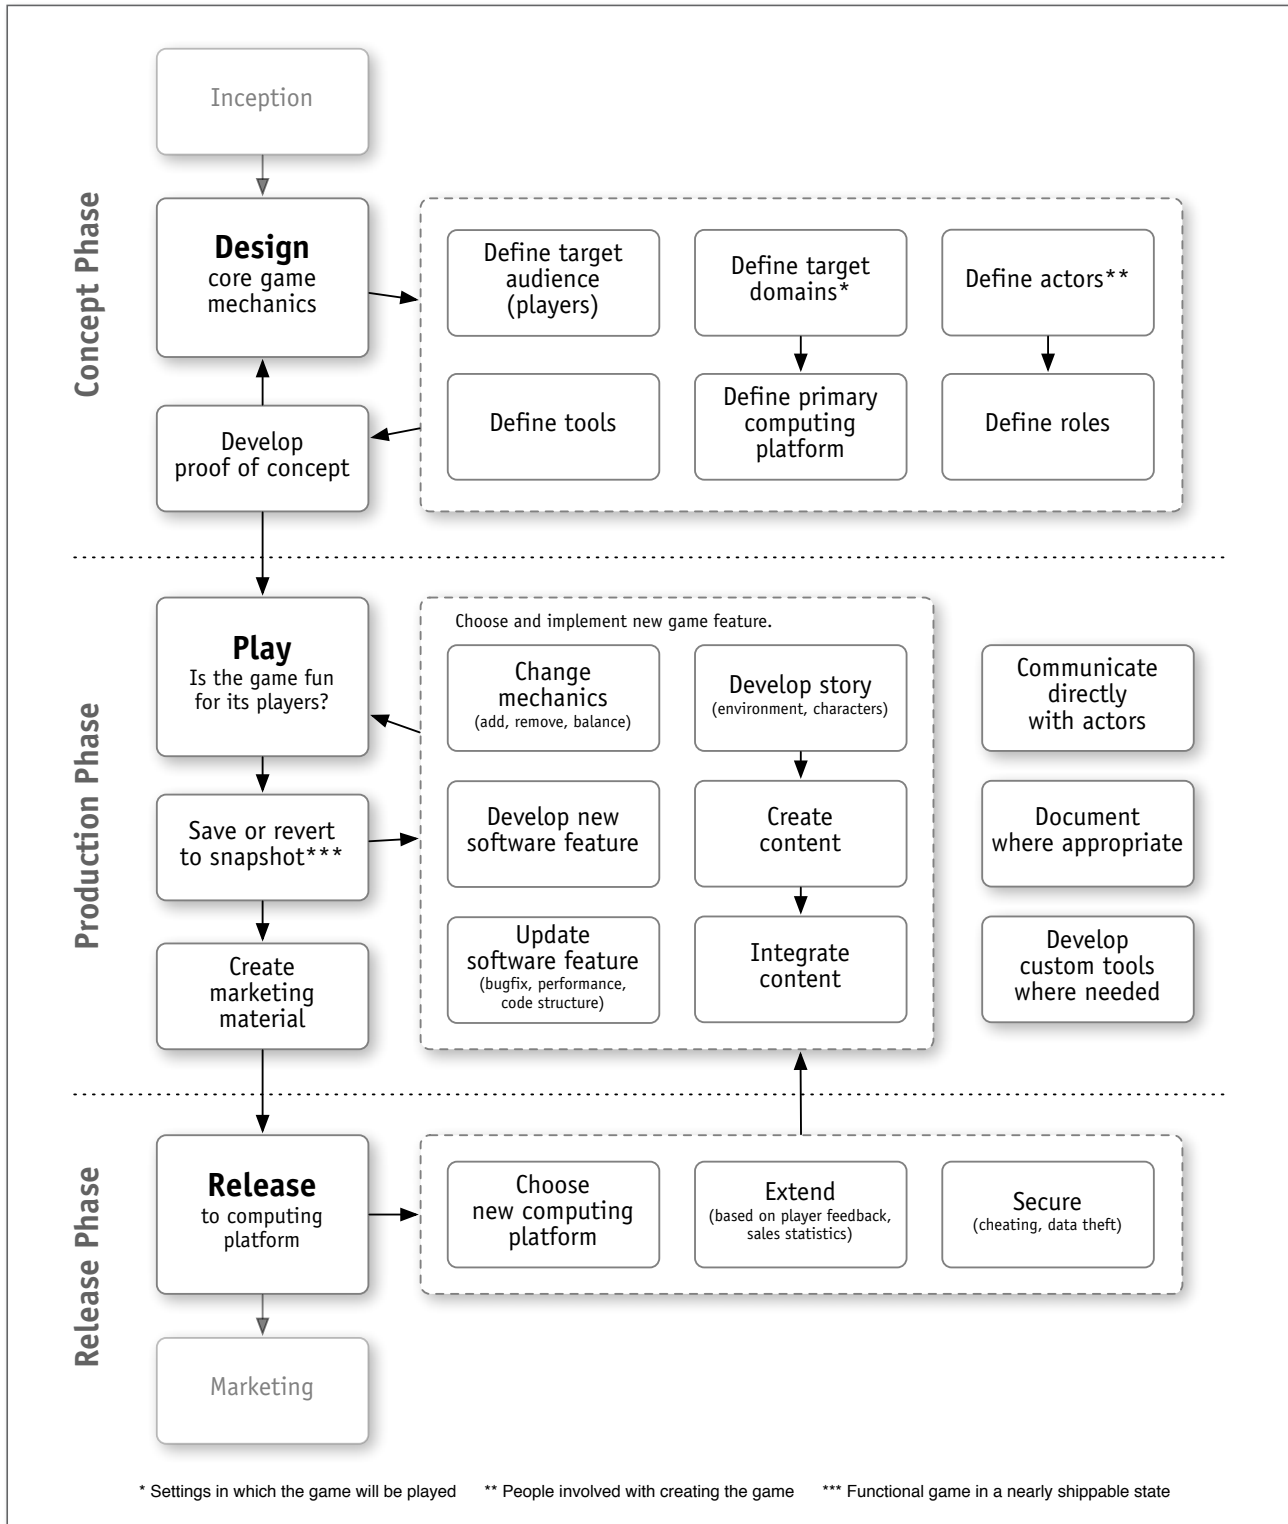 Concept Phase
Inception
Design
core game
mechanics
Define target
audience
(players)
Define target
domains*
Define actors**
Develop
proof of concept
Define tools
Define primary
computing
platform
Define roles
Production Phase
Play
Is the game fun
for its players?
Choose and implement new game feature.
Change
mechanics
(add, remove, balance)
Develop story
(environment, characters)
Communicate
directly
with actors
Save or revert
to snapshot***
Develop new
software feature
Create
content
Document
where appropriate
Create
marketing
material
Update
software feature
(bugfix, performance,
code structure)
Integrate
content
Develop
custom tools
where needed
Release Phase
Release
to computing
platform
Choose
new computing
platform
Extend
(based on player feedback,
sales statistics)
Secure
(cheating, data theft)
Marketing
* Settings in which the game will be played ** People involved with creating the game *** Functional game in a nearly shippable state